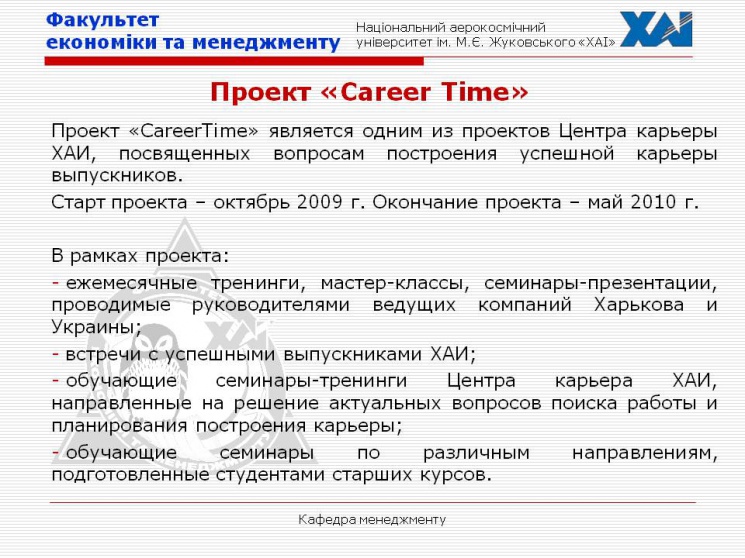 Факультет
економіки та менеджменту
Національний аерокосмічний
університет ім. М.Є. Жуковського «ХАІ»
ХАІ
Проект «Career Time»
Проект «CareerTime» является одним из проектов Центра карьеры
ХАИ, посвященных вопросам построения успешной карьеры
выпускников.
Старт проекта – октябрь 2009 г. Окончание проекта – май 2010 г.
В рамках проекта:
- ежемесячные тренинги, мастер-классы, семинары-презентации,
проводимые руководителями ведущих компаний Харькова и
Украины;
- встречи с успешными выпускниками ХАИ;
- обучающие семинары-тренинги Центра карьера ХАИ,
направленные на решение актуальных вопросов поиска работы и
планирования построения карьеры;
- обучающие семинары по различным направлениям,
подготовленные студентами старших курсов.
Кафедра менеджменту